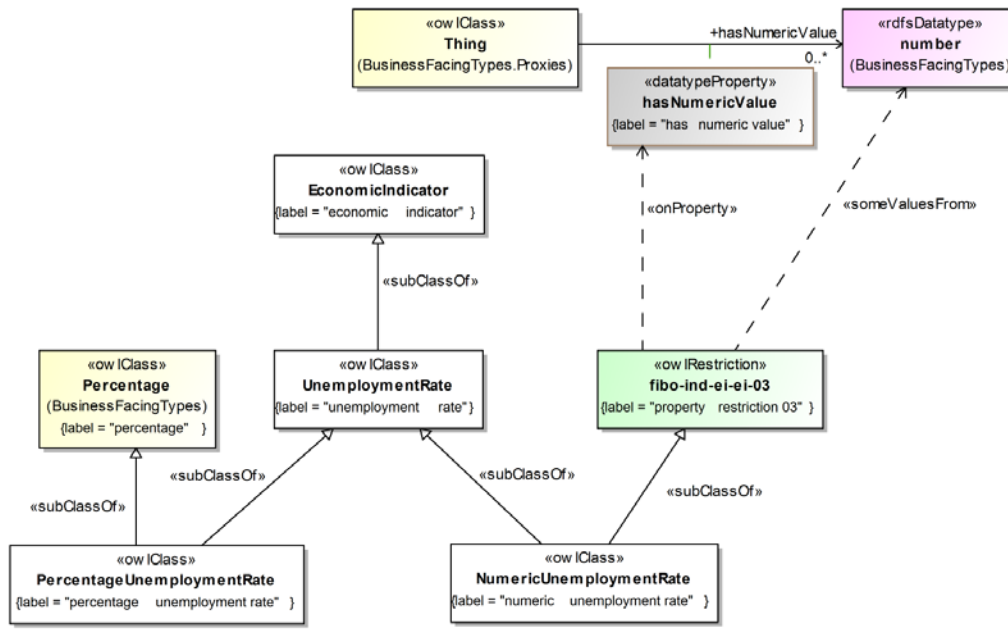 «owlClass»
Thing
(BusinessFacingTypes.Proxies)
+hasNumericValue
0..*
«rdfsDatatype»
number
(BusinessFacingTypes)
«datatypeProperty»
hasNumericValue
{label = "has numeric value" }
«owlClass»
EconomicIndicator
{label = "economic indicator" }
«onProperty»
«someValuesFrom»
«subClassOf»
«owlClass»
Percentage
(BusinessFacingTypes)
{label = "percentage" }
«owlClass»
UnemploymentRate
{label = "unemployment rate"}
«owlRestriction»
fibo-ind-ei-ei-03
{label = "property restriction 03" }
«subClassOf»
«subClassOf»
«subClassOf»
«subClassOf»
«owlClass»
PercentageUnemploymentRate
{label = "percentage unemployment rate" }
«owlClass»
NumericUnemploymentRate
{label = "numeric unemployment rate" }